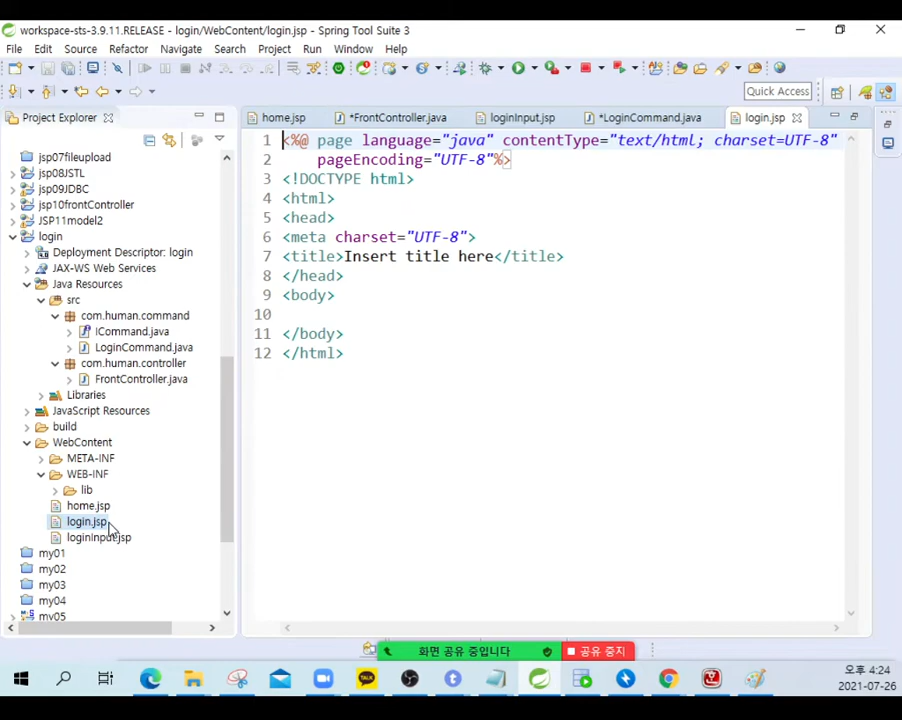 workspace-sts-3.9.11.RELEASE - login/WebContent/login.jsp - Spring Tool Suite 3
File Edit Source Refactor Navigate Search Project Run Window Help
Quick Access
Project Explorer
home.jsp *FrontController.java loginInput.jsp *LoginCommand.java login.jsp
jsp07fileupload
jsp08JSTL
jsp09JDBC
jsp10frontController
JSP11model2
login
Deployment Descriptor: login
JAX-WS Web Services
Java Resources
src
com.human.command
ICommand.java
LoginCommand.java
com.human.controller
FrontController.java
Libraries
JavaScript Resources
build
WebContent
META-INF
WEB-INF
lib
home.jsp
login.jsp
loginInput.jsp
my01
my02
my03
my04
my05
1 <%@ page language="java" contentType="text/html; charset=UTF-8"
2 pageEncoding="UTF-8"%>
3 <!DOCTYPE html>
4 <html>
5 <head>
6 <meta charset="UTF-8">
7 <title>Insert title here</title>
8 </head>
9 <body>
10
11 </body>
12 </html>
화면 공유 중입니다 공유 중지
오후 4:24
2021-07-26